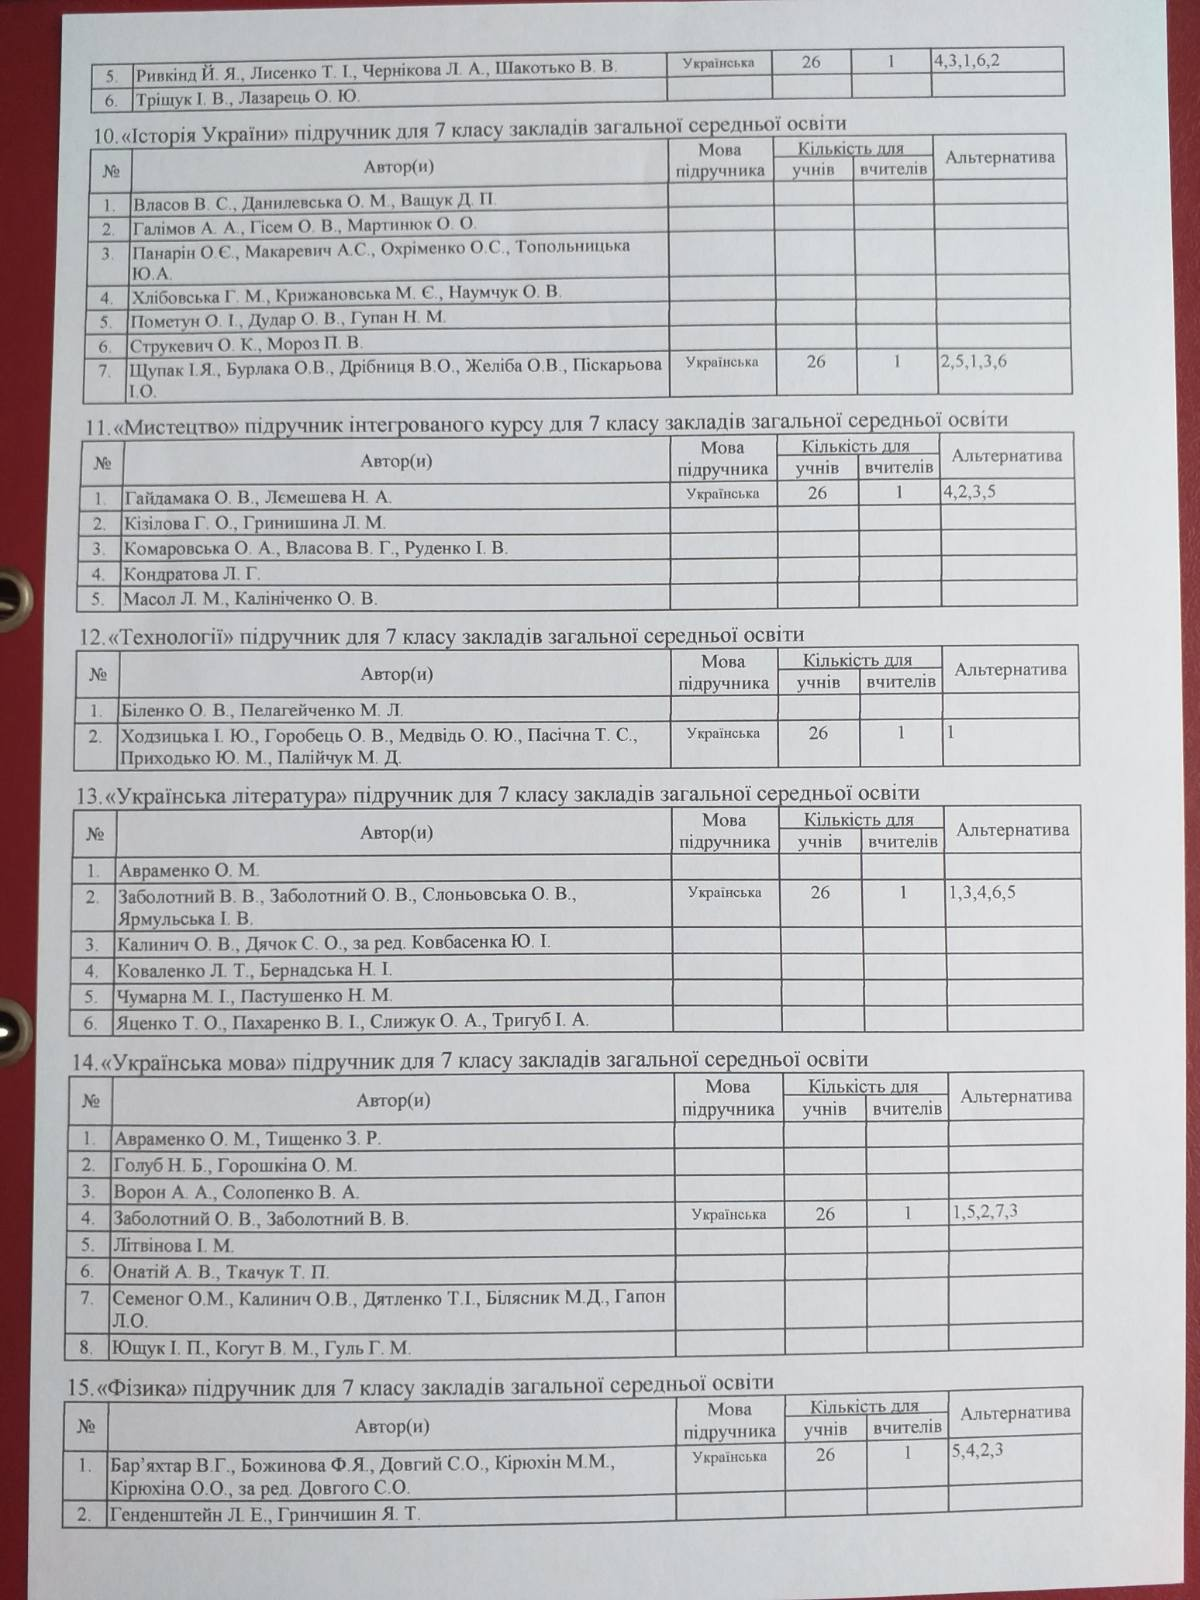 5. Ривкінд Й. Я., Лисенко Т. І., Чернікова Л. А., Шакотько В. В. Українська 26 1 4,3,1,6,2
6. Тріщук І. В., Лазарець О. Ю.
10.«Історія України» підручник для 7 класу закладів загальної середньої освіти
№ Автор(и) Мова підручника Кількість для учнів вчителів Альтернатива
1. Власов В. С., Данилевська О. М., Ващук Д. П.
2. Галімов А. А., Гісем О. В., Мартинюк О. О.
3. Панарін О.Є., Макаревич А.С., Охріменко О.С., Топольницька
Ю.А.
4. Хлібовська Г. М., Крижановська М. Є., Наумчук О. В.
5. Пометун О. І., Дудар О. В., Гупан Н. М.
6. Струкевич О. К., Мороз П. В.
7. Щупак І.Я., Бурлака О.В., Дрібниця В.О., Желіба О.В., Піскарьова Українська 26 1 2,5,1,3,6
І.О.
11.«Мистецтво» підручник інтегрованого курсу для 7 класу закладів загальної середньої освіти
№ Автор(и) Мова підручника Кількість для учнів вчителів Альтернатива
1. Гайдамака О. В., Лємешева Н. А. Українська 26 1 4,2,3,5
2. Кізілова Г. О., Гринишина Л. М.
3. Комаровська О. А., Власова В. Г., Руденко І. В.
4. Кондратова Л. Г.
5. Масол Л. М., Калініченко О. В.
12.«Технології» підручник для 7 класу закладів загальної середньої освіти
№ Автор(и) Мова підручника Кількість для учнів вчителів Альтернатива
1. Біленко О. В., Пелагейченко М. Л.
2. Ходзицька І. Ю., Горобець О. В., Медвідь О. Ю., Пасічна Т. С., Українська 26 1 1
Приходько Ю. М., Палійчук М. Д.
13.«Українська література» підручник для 7 класу закладів загальної середньої освіти
№ Автор(и) Мова підручника Кількість для учнів вчителів Альтернатива
1. Авраменко О. М.
2. Заболотний В. В., Заболотний О. В., Слоньовська О. В., Українська 26 1 1,3,4,6,5
Ярмульська І. В.
3. Калинич О. В., Дячок С. О., за ред. Ковбасенка Ю. І.
4. Коваленко Л. Т., Бернадська Н. І.
5. Чумарна М. І., Пастушенко Н. М.
6. Яценко Т. О., Пахаренко В. І., Слижук О. А., Тригуб І. А.
14.«Українська мова» підручник для 7 класу закладів загальної середньої освіти
№ Автор(и) Мова підручника Кількість для учнів вчителів Альтернатива
1. Авраменко О. М., Тищенко З. Р.
2. Голуб Н. Б., Горошкіна О. М.
3. Ворон А. А., Солопенко В. А.
4. Заболотний О. В., Заболотний В. В. Українська 26 1 1,5,2,7,3
5. Літвінова І. М.
6. Онатій А. В., Ткачук Т. П.
7. Семеног О.М., Калинич О.В., Дятленко Т.І., Білясник М.Д., Гапон
Л.О.
8. Ющук І. П., Когут В. М., Гуль Г. М.
15.«Фізика» підручник для 7 класу закладів загальної середньої освіти
№ Автор(и) Мова підручника Кількість для учнів вчителів Альтернатива
1. Бар’яхтар В.Г., Божинова Ф.Я., Довгий С.О., Кірюхін М.М., Українська 26 1 5,4,2,3
Кірюхіна О.О., за ред. Довгого С.О.
2. Генденштейн Л. Е., Гринчишин Я. Т.